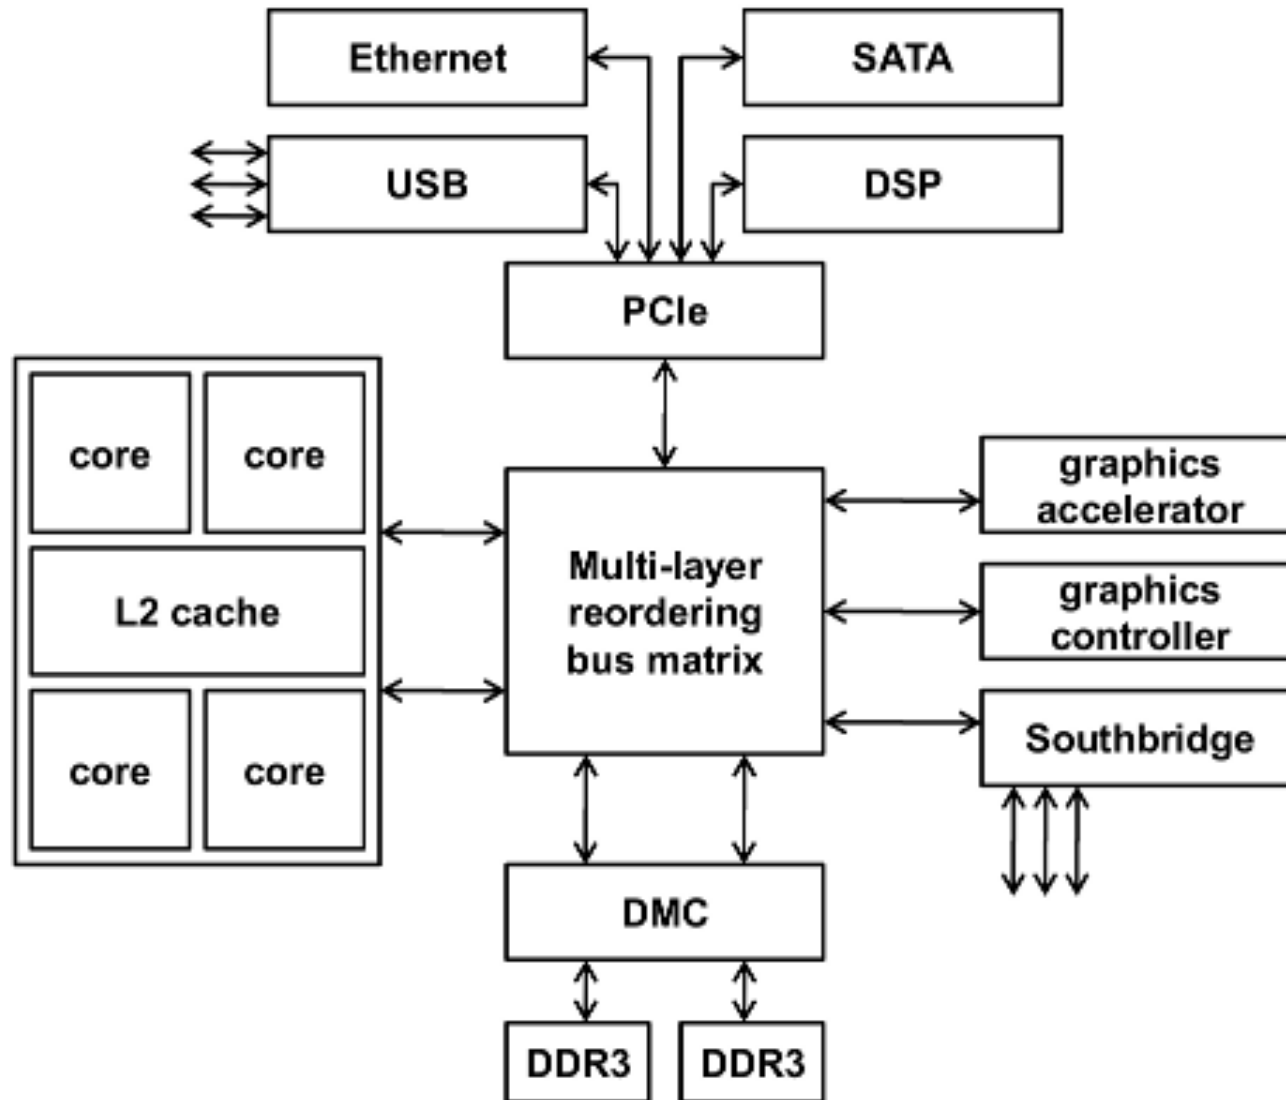 Ethernet
SATA
USB
DSP
PCIe
core
core
L2 cache
core
core
Multi-layer
reordering
bus matrix
graphics
accelerator
graphics
controller
Southbridge
DMC
DDR3
DDR3